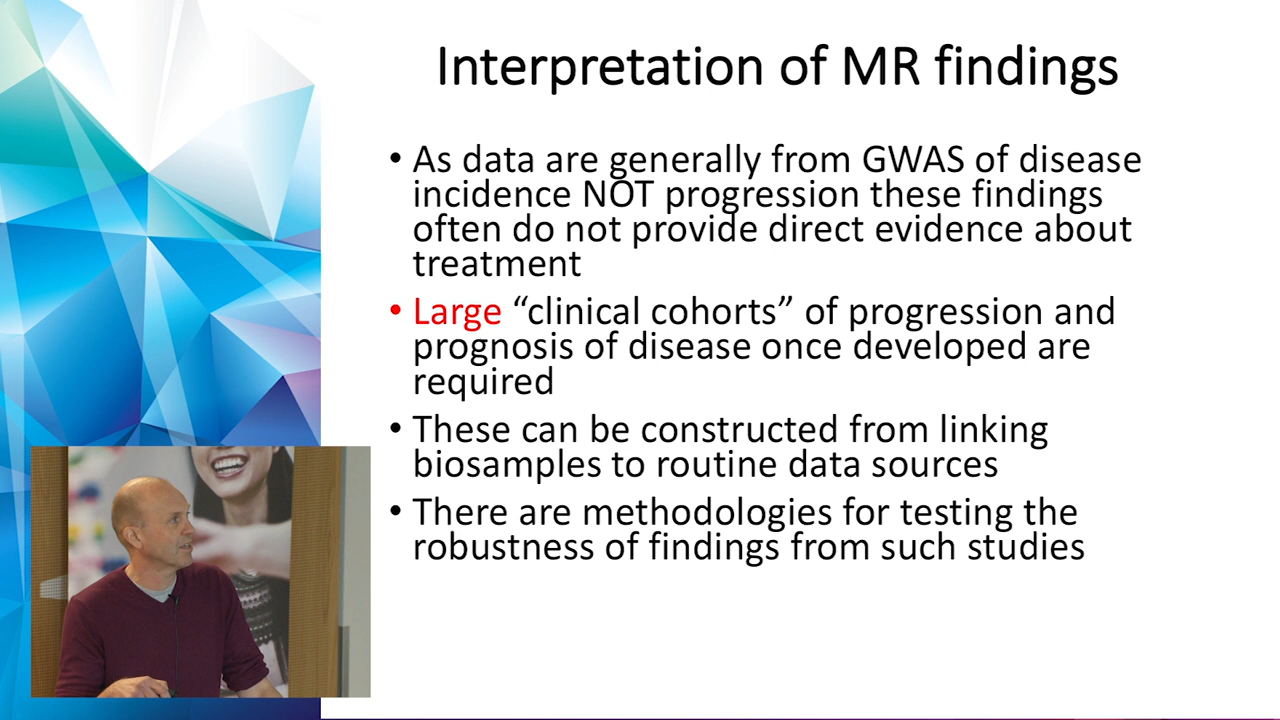 Interpretation of MR findings
• As data are generally from GWAS of disease
incidence NOT progression these findings
often do not provide direct evidence about
treatment
• Large “clinical cohorts” of progression and
prognosis of disease once developed are
required
• These can be constructed from linking
biosamples to routine data sources
• There are methodologies for testing the
robustness of findings from such studies